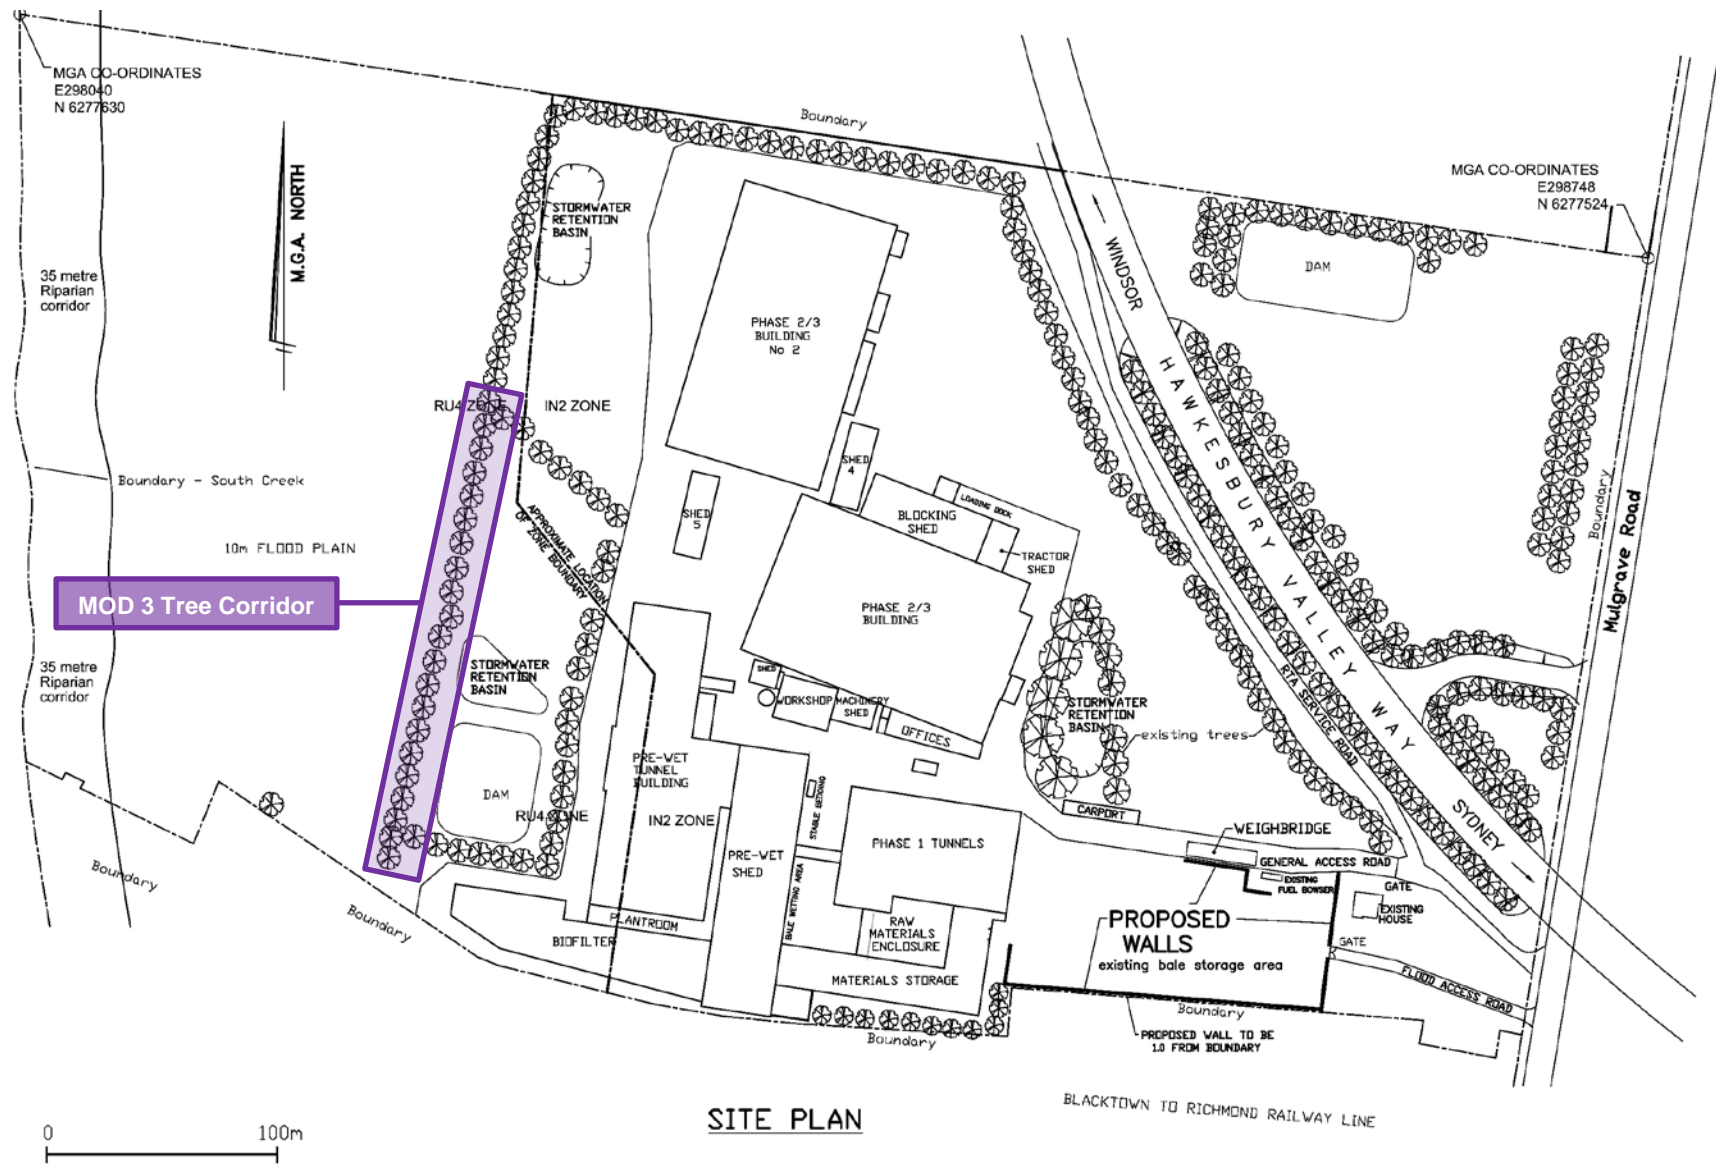 MGA CO-ORDINATES
E298040
N 6277630
Boundary
M.G.A. NORTH
MGA CO-ORDINATES
E298748
N 6277524
STORMWATER
RETENTION
BASIN
35 metre
Riparian
corridor
WINDSOR
DAM
PHASE 2/3
BUILDING
No 2
RU4 ZONE
IN2 ZONE
HAWKESBURY VALLEY WAY
Boundary - South Creek
SHED
4
SHED
5
LOADING DOCK
BLOCKING
SHED
TRACTOR
SHED
APPROXIMATE LOCATION
OF ZONE BOUNDARY
10m FLOOD PLAIN
Boundary
Mulgrave Road
MOD 3 Tree Corridor
PHASE 2/3
BUILDING
35 metre
Riparian
corridor
STORMWATER
RETENTION
BASIN
SHED
WORKSHOP
MACHINERY
SHED
OFFICES
STORMWATER
RETENTION
BASIN
existing trees
RTA SERVICE ROAD
PRE-WET
TUNNEL
BUILDING
DAM
RU4 ZONE
IN2 ZONE
STABLE BEDDING
CARPORT
SYDNEY
WEIGHBRIDGE
PHASE 1 TUNNELS
PRE-WET
SHED
BALE WETTING AREA
GENERAL ACCESS ROAD
EXISTING
FUEL BOWSER
GATE
EXISTING
HOUSE
Boundary
Boundary
PLANTROOM
BIOFILTER
RAW
MATERIALS
ENCLOSURE
PROPOSED
WALLS
existing bale storage area
GATE
FLOOD ACCESS ROAD
MATERIALS STORAGE
Boundary
Boundary
PROPOSED WALL TO BE
1.0 FROM BOUNDARY
BLACKTOWN TO RICHMOND RAILWAY LINE
SITE PLAN
0 100m